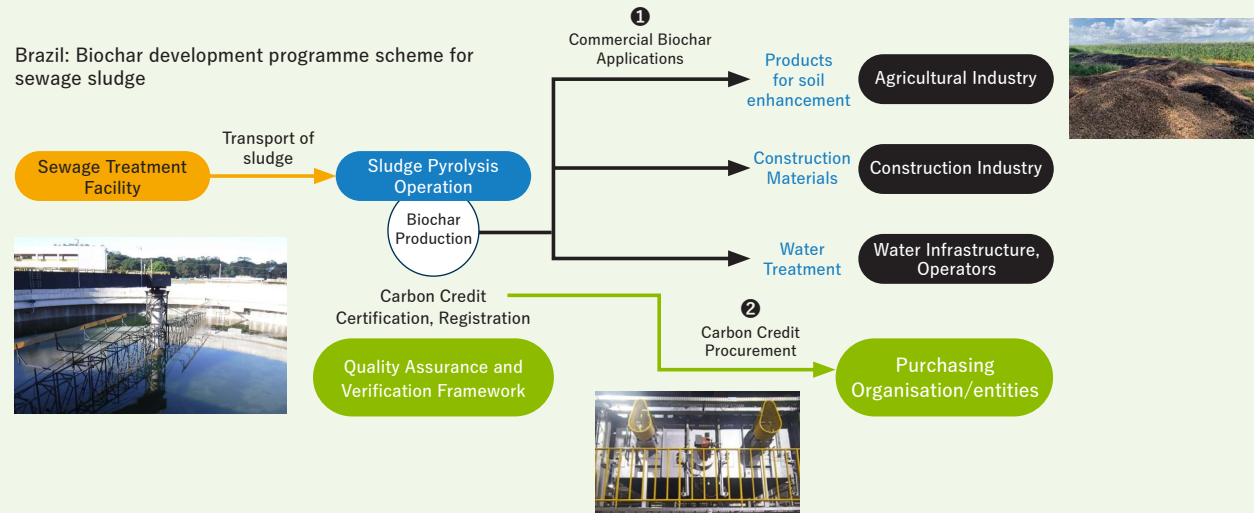 Brazil: Biochar development programme scheme for
sewage sludge
❶
Commercial Biochar
Applications
Products
for soil
enhancement
Agricultural Industry
Transport of
sludge
Sewage Treatment
Facility
Sludge Pyrolysis
Operation
Construction
Materials
Construction Industry
Biochar
Production
Water
Treatment
Water Infrastructure,
Operators
Carbon Credit
Certification, Registration
❷
Carbon Credit
Procurement
Quality Assurance and
Verification Framework
Purchasing
Organisation/entities